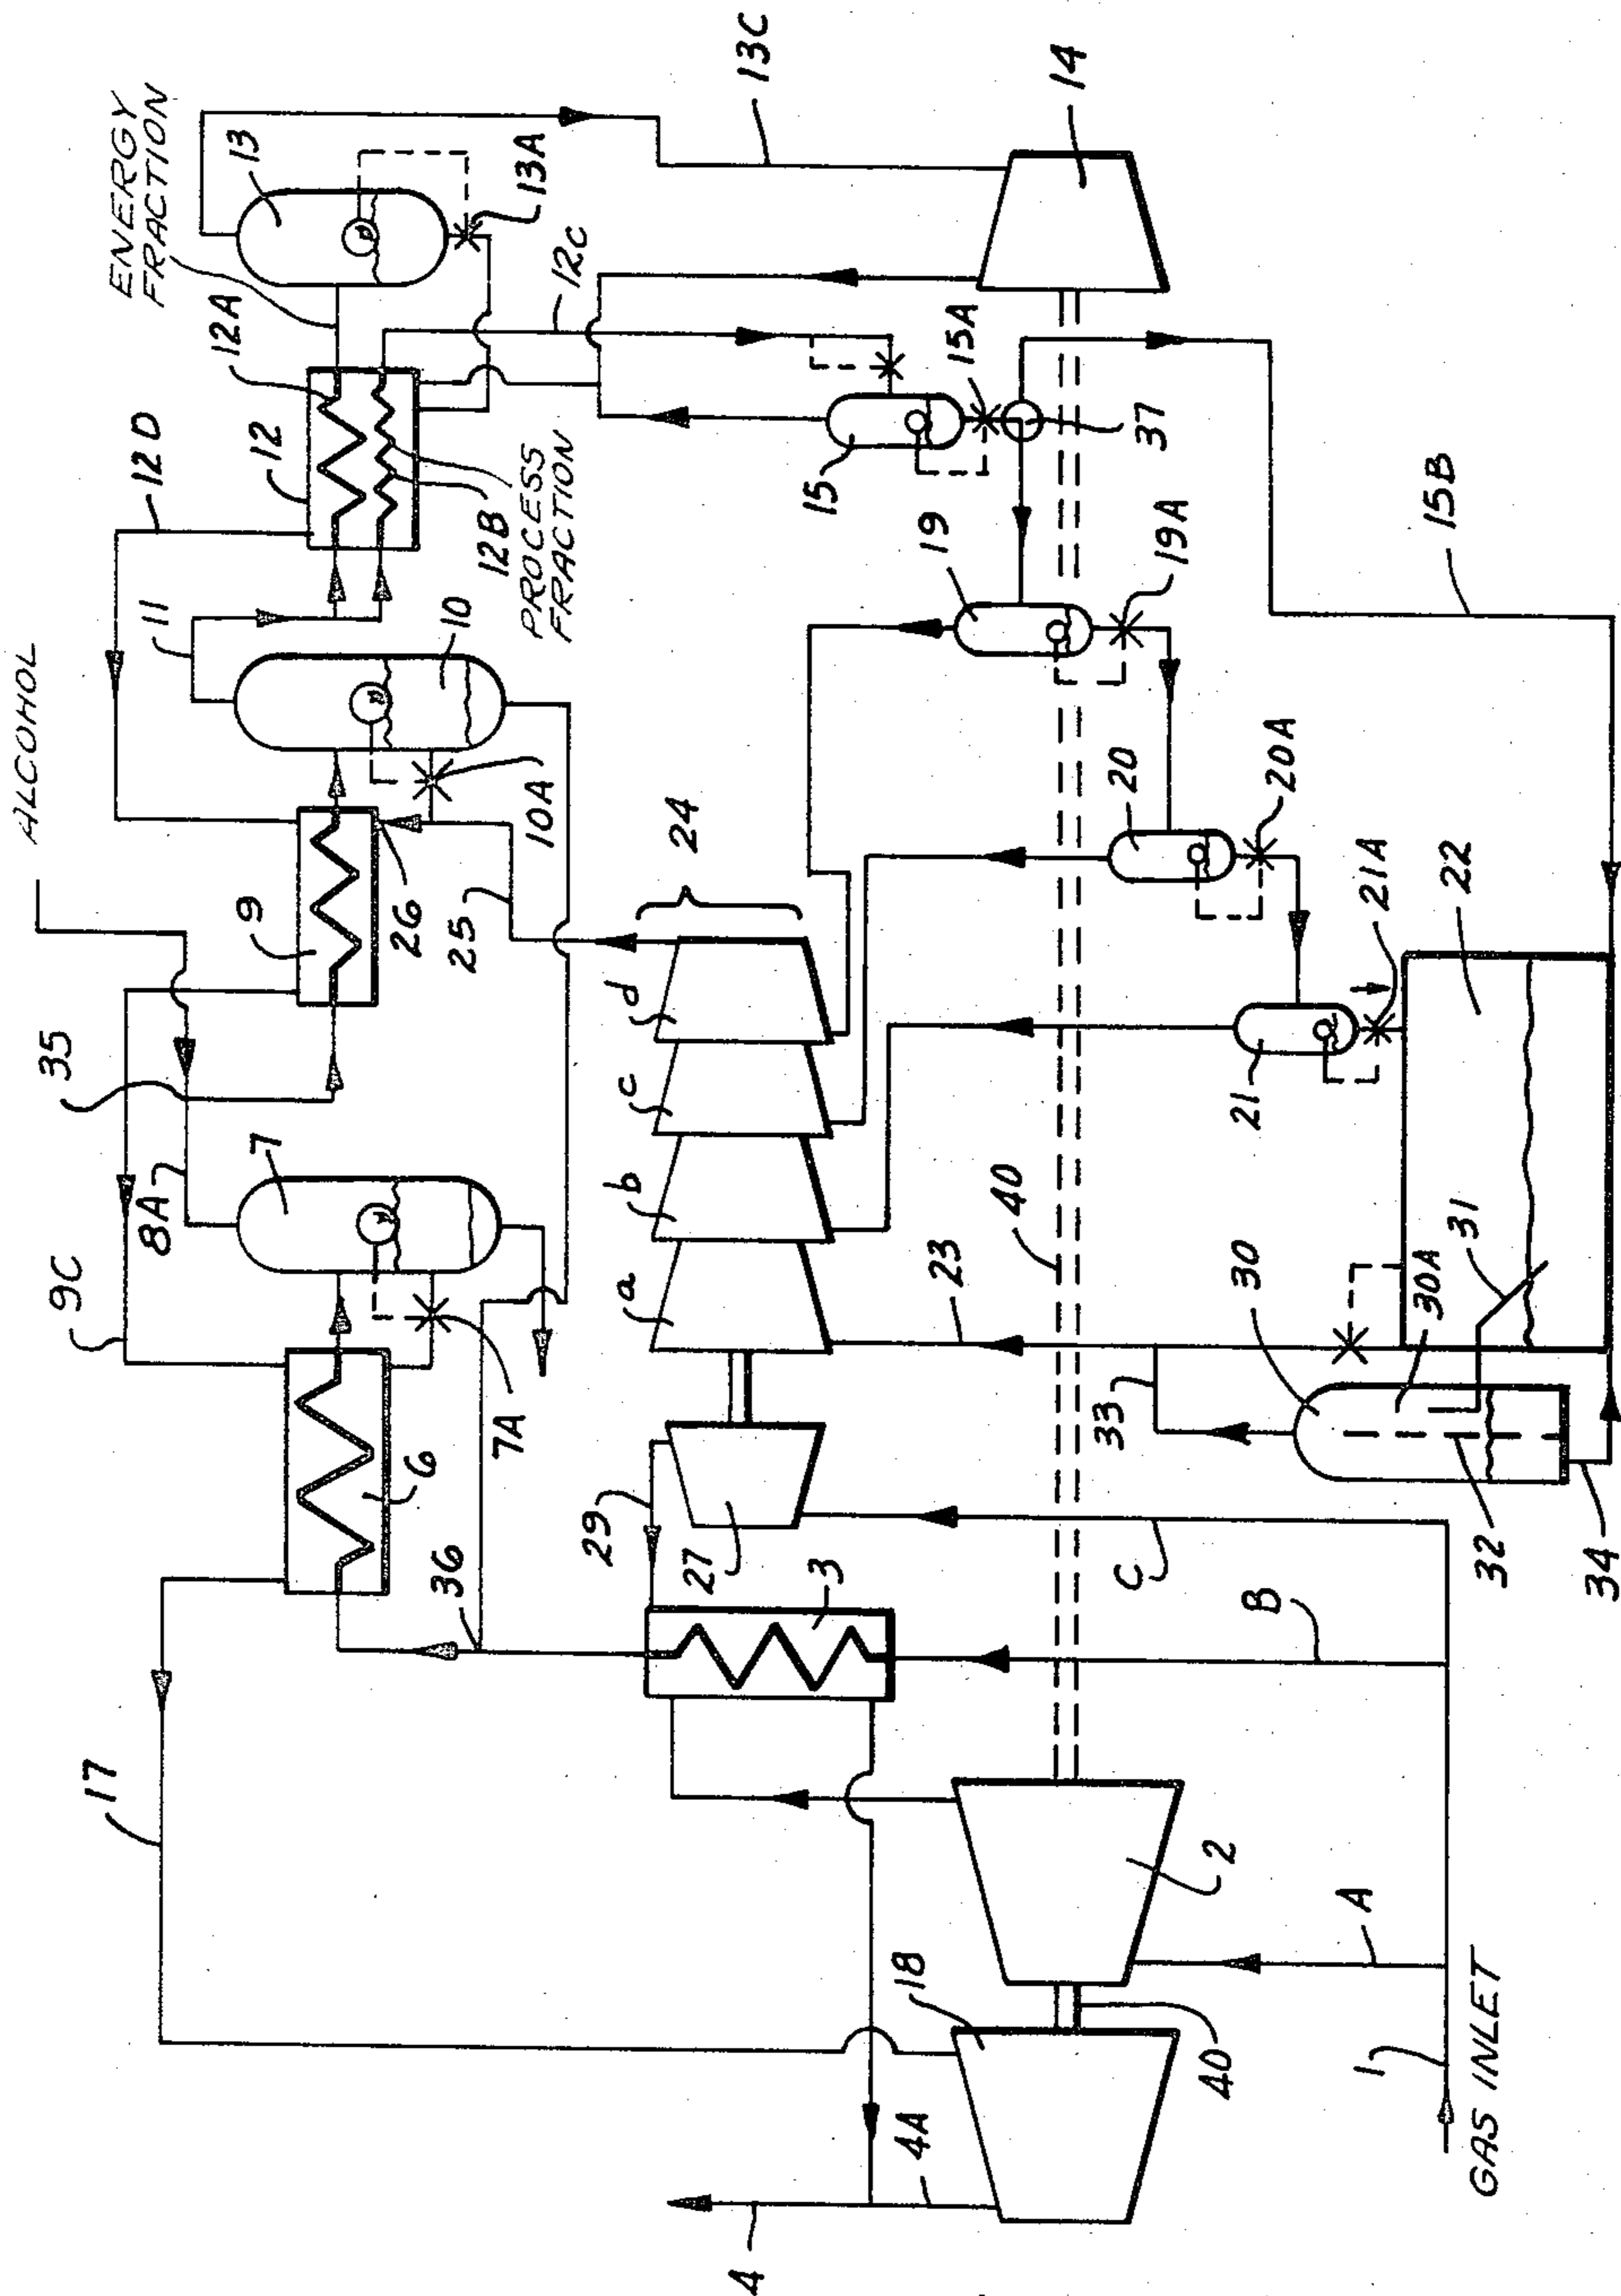 ALCOHOL
ENERGY
FRACTION
13
13C
12A
12D
12
11
10
13A
12C
14
12B
PROCESS
FRACTION
15
15A
37
15B
35
9
26
25
10A
24
19
19A
20
20A
21
21A
22
9C
8A
7
7A
6
36
17
a
b
c
d
23
40
30
30A
31
33
32
34
29
27
3
C
B
A
2
18
40
4A
4
1
GAS INLET